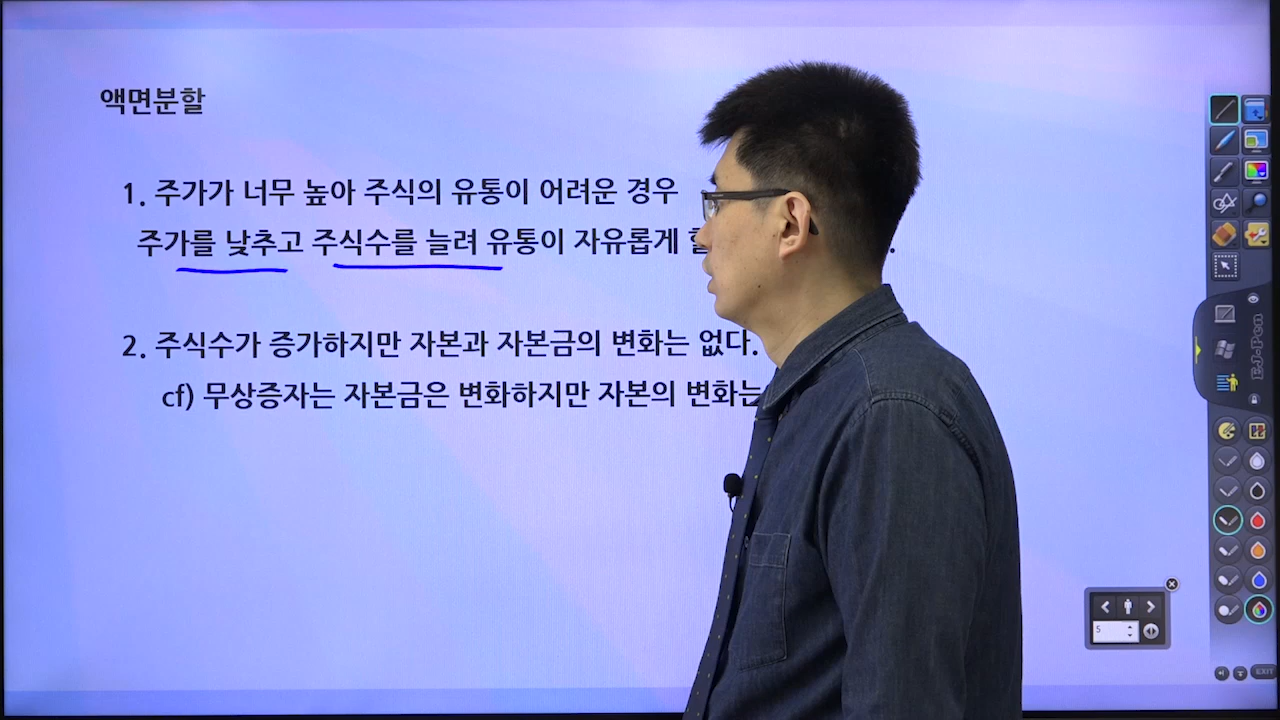 액면분할
1. 주가가 너무 높아 주식의 유통이 어려운 경우
주가를 낮추고 주식수를 늘려 유통이 자유롭게
2. 주식수가 증가하지만 자본과 자본금의 변화는 없다.
cf) 무상증자는 자본금은 변화하지만 자본의 변화는
E.J-Pen
5
EXIT